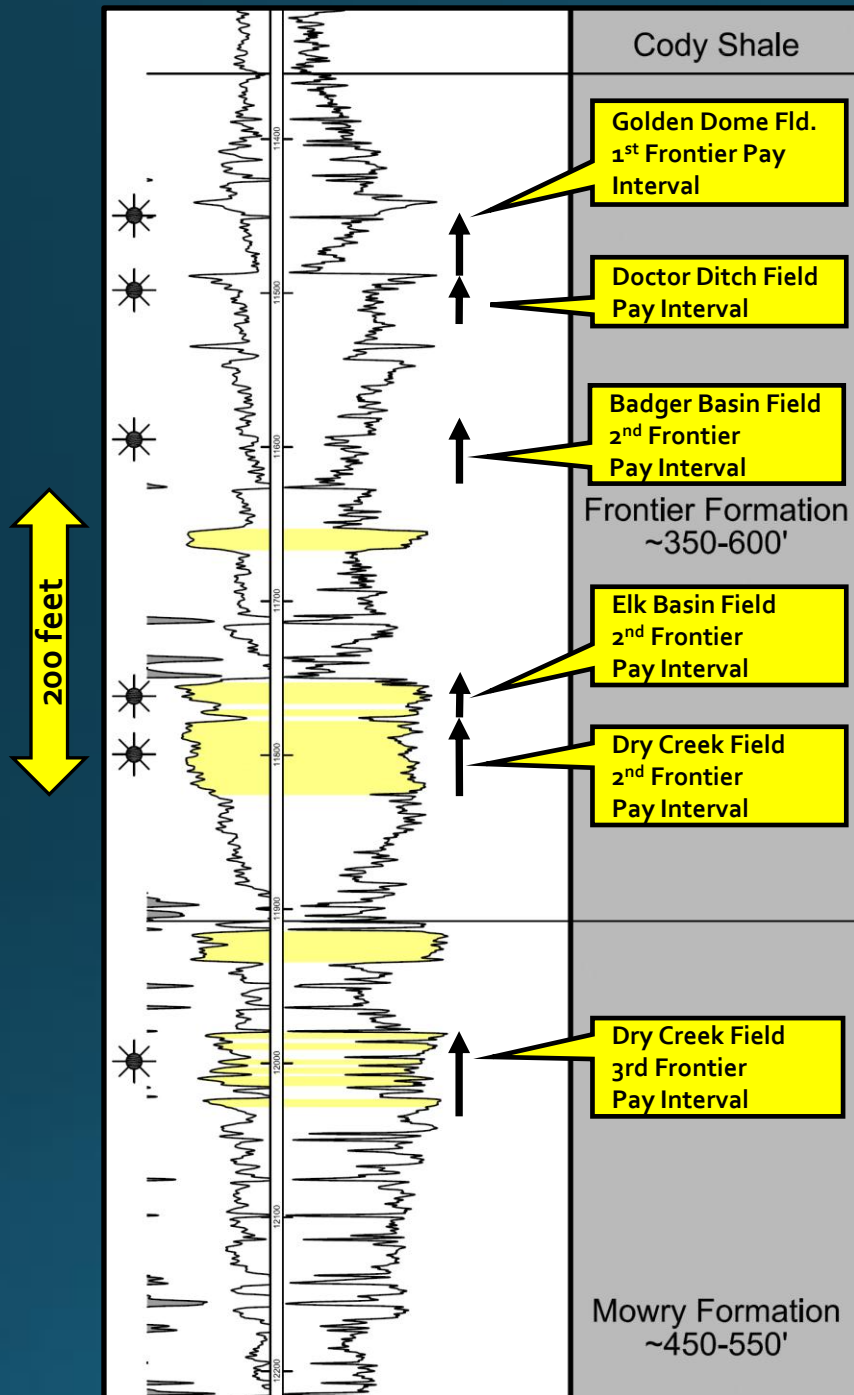 Cody Shale
Golden Dome Fld.
1st Frontier Pay
Interval
11400
Doctor Ditch Field
Pay Interval
11500
Badger Basin Field
2nd Frontier
Pay Interval
11600
Frontier Formation
~350-600'
200 feet
Elk Basin Field
2nd Frontier
Pay Interval
11700
Dry Creek Field
2nd Frontier
Pay Interval
11800
11900
Dry Creek Field
3rd Frontier
Pay Interval
12000
12100
Mowry Formation
~450-550'
12200